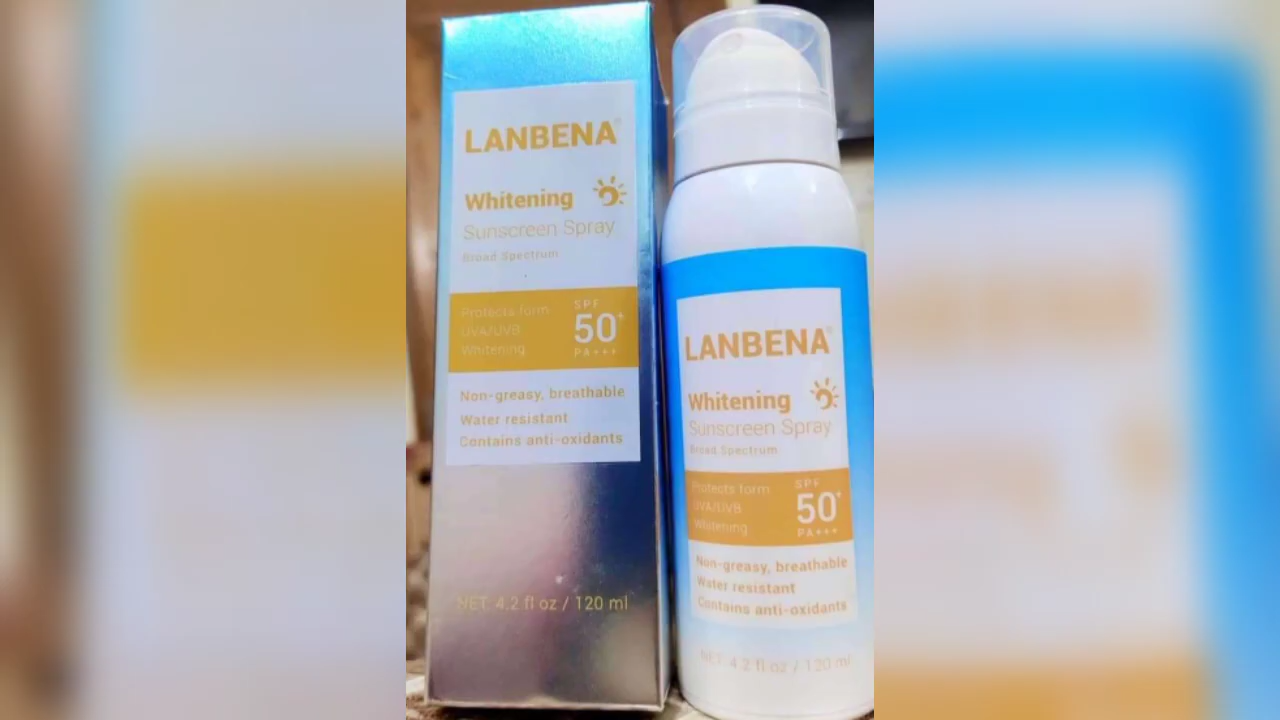 LANBENA®
Whitening
Sunscreen Spray
Broad Spectrum
Protects form
UVA/UVB
Whitening
SPF
50+
PA+++
Non-greasy, breathable
Water resistant
Contains anti-oxidants
NET. 4.2 fl oz / 120 ml
LANBENA®
Whitening
Sunscreen Spray
Broad Spectrum
Protects form
UVA/UVB
Whitening
SPF
50+
PA+++
Non-greasy, breathable
Water resistant
Contains anti-oxidants
NET. 4.2 fl oz / 120 ml